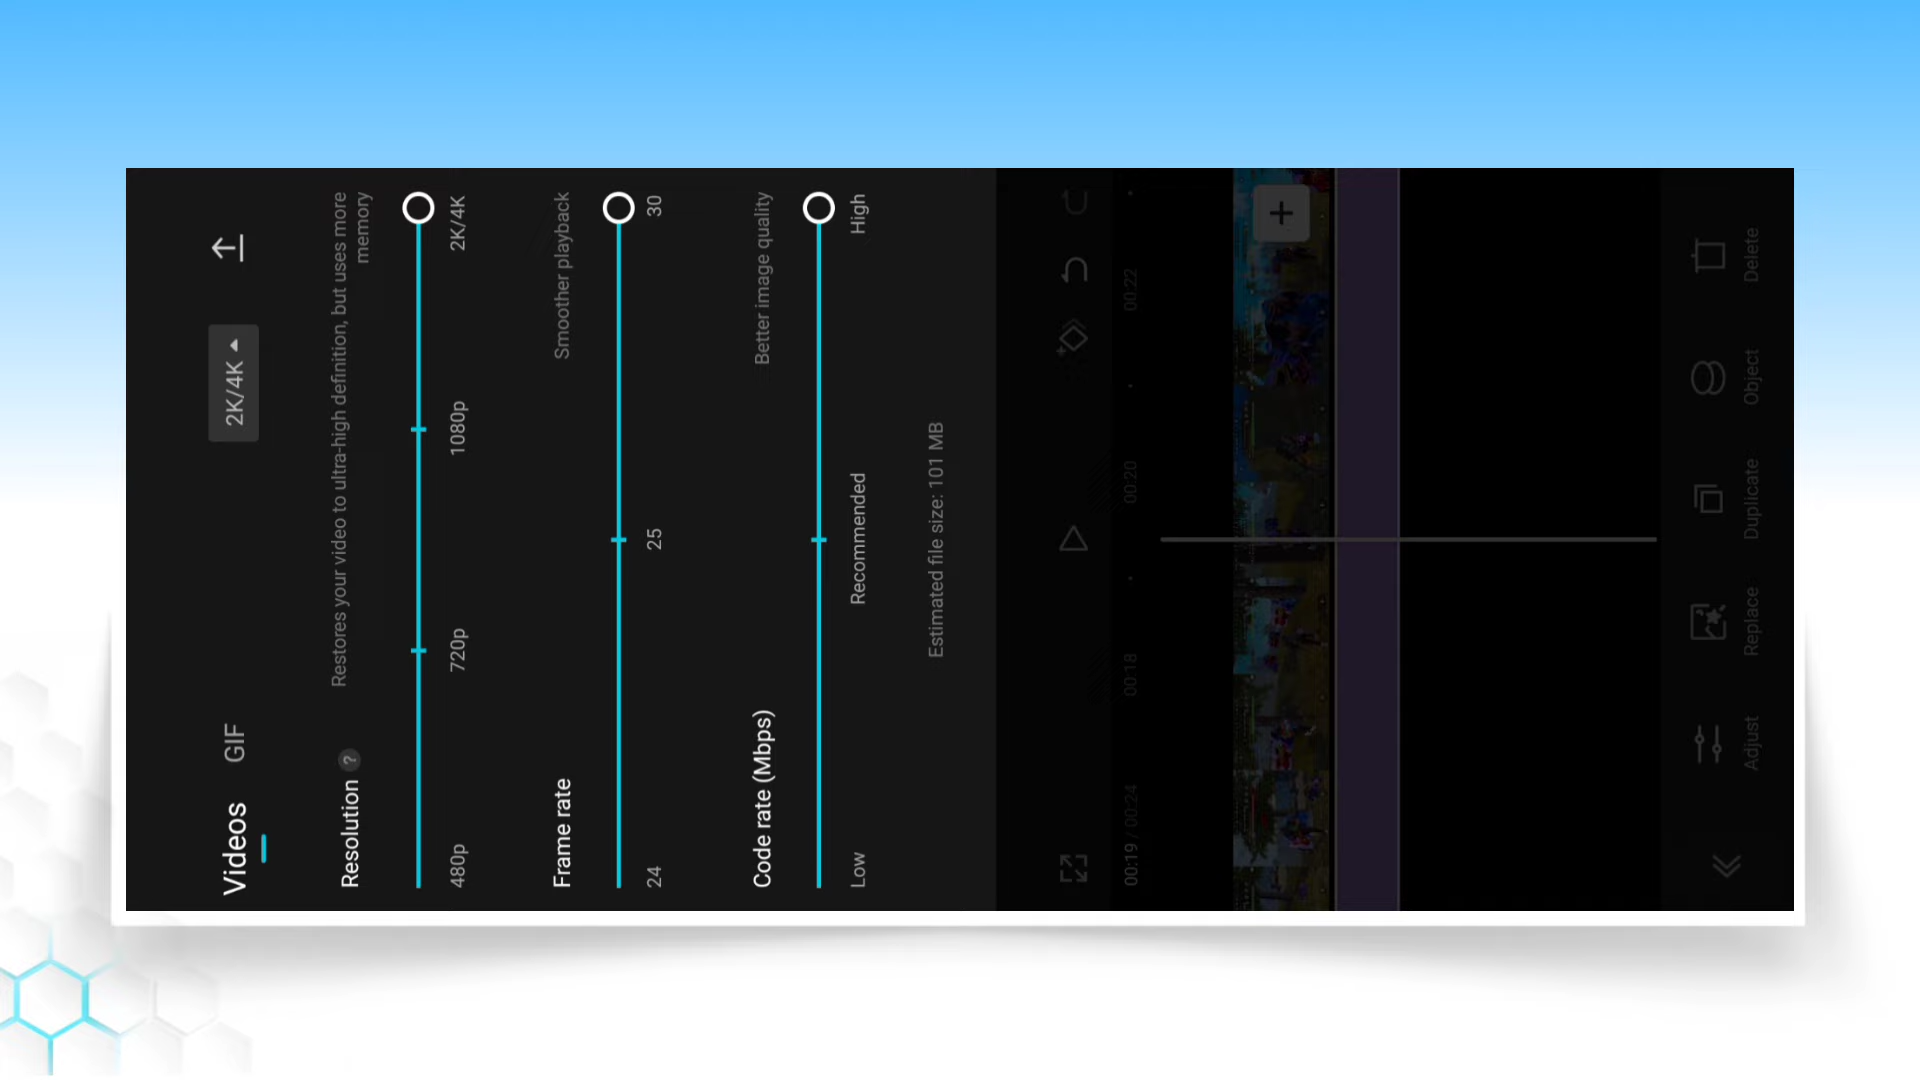 Videos GIF 2K/4K
Resolution ? Restores your video to ultra-high definition, but uses more
memory
480p 720p 1080p 2K/4K
Frame rate Smoother playback
24 25 30
Code rate (Mbps) Better image quality
Low Recommended High
Estimated file size: 101 MB
00:19 / 00:24 00:18 00:20 00:22
Adjust Replace Duplicate Object Delete